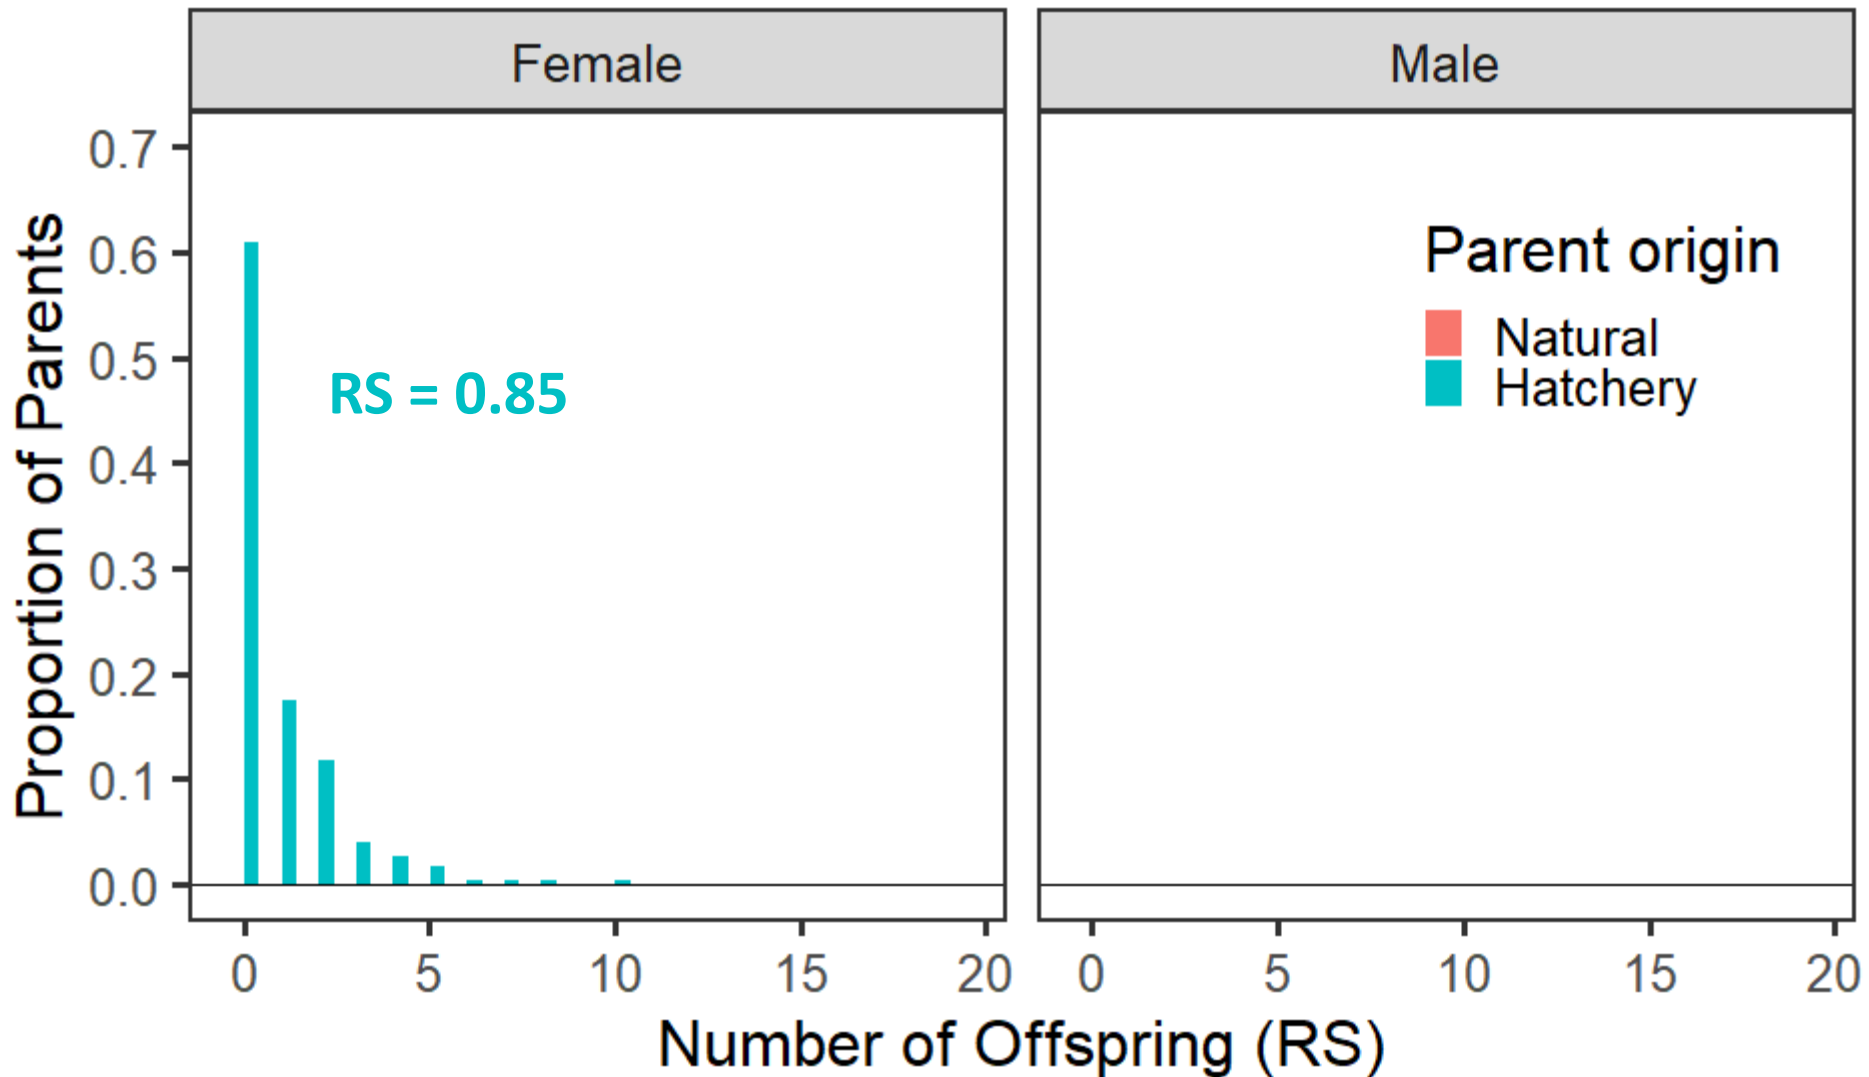 Female
Male
Proportion of Parents
0.7
0.6
0.5
0.4
0.3
0.2
0.1
0.0
RS = 0.85
Parent origin
Natural
Hatchery
0 5 10 15 20
0 5 10 15 20
Number of Offspring (RS)